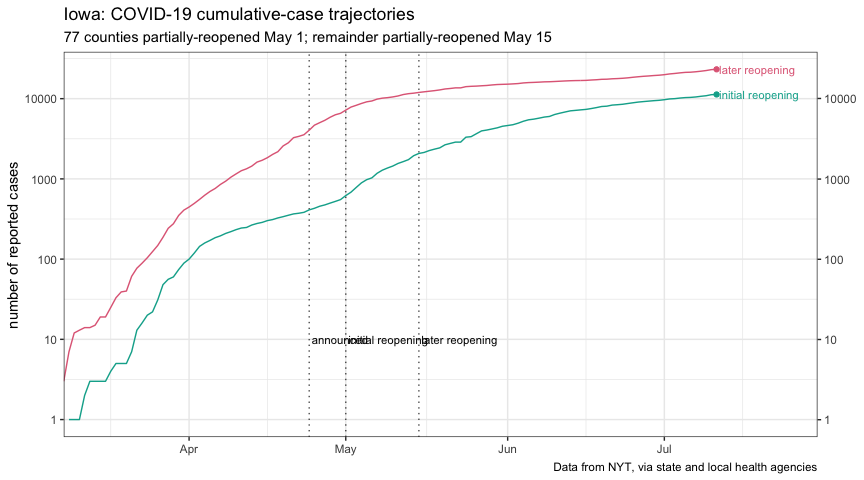 Iowa: COVID-19 cumulative-case trajectories
77 counties partially-reopened May 1; remainder partially-reopened May 15
number of reported cases
later reopening
initial reopening
10000
10000
1000
1000
100
100
10
announced
initial reopening
later reopening
10
1
1
Apr
May
Jun
Jul
Data from NYT, via state and local health agencies